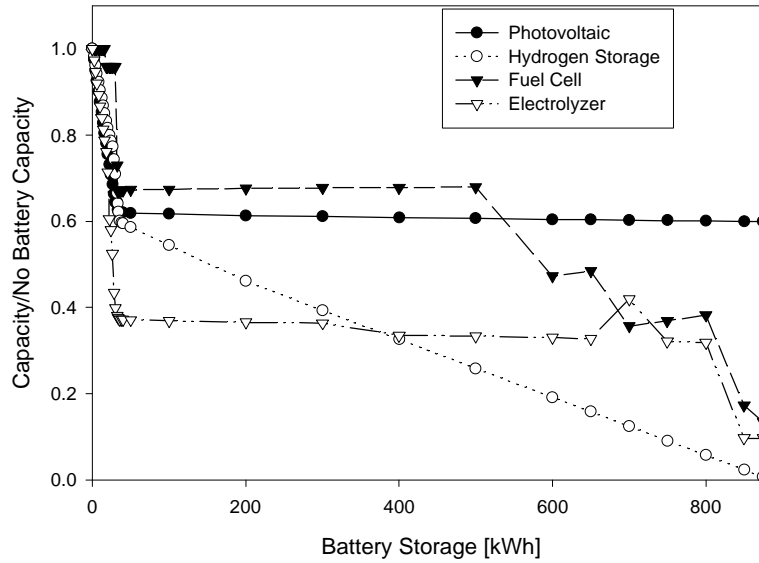 Photovoltaic
Hydrogen Storage
Fuel Cell
Electrolyzer
1.0
0.8
0.6
0.4
0.2
0.0
Capacity/No Battery Capacity
0 200 400 600 800
Battery Storage [kWh]